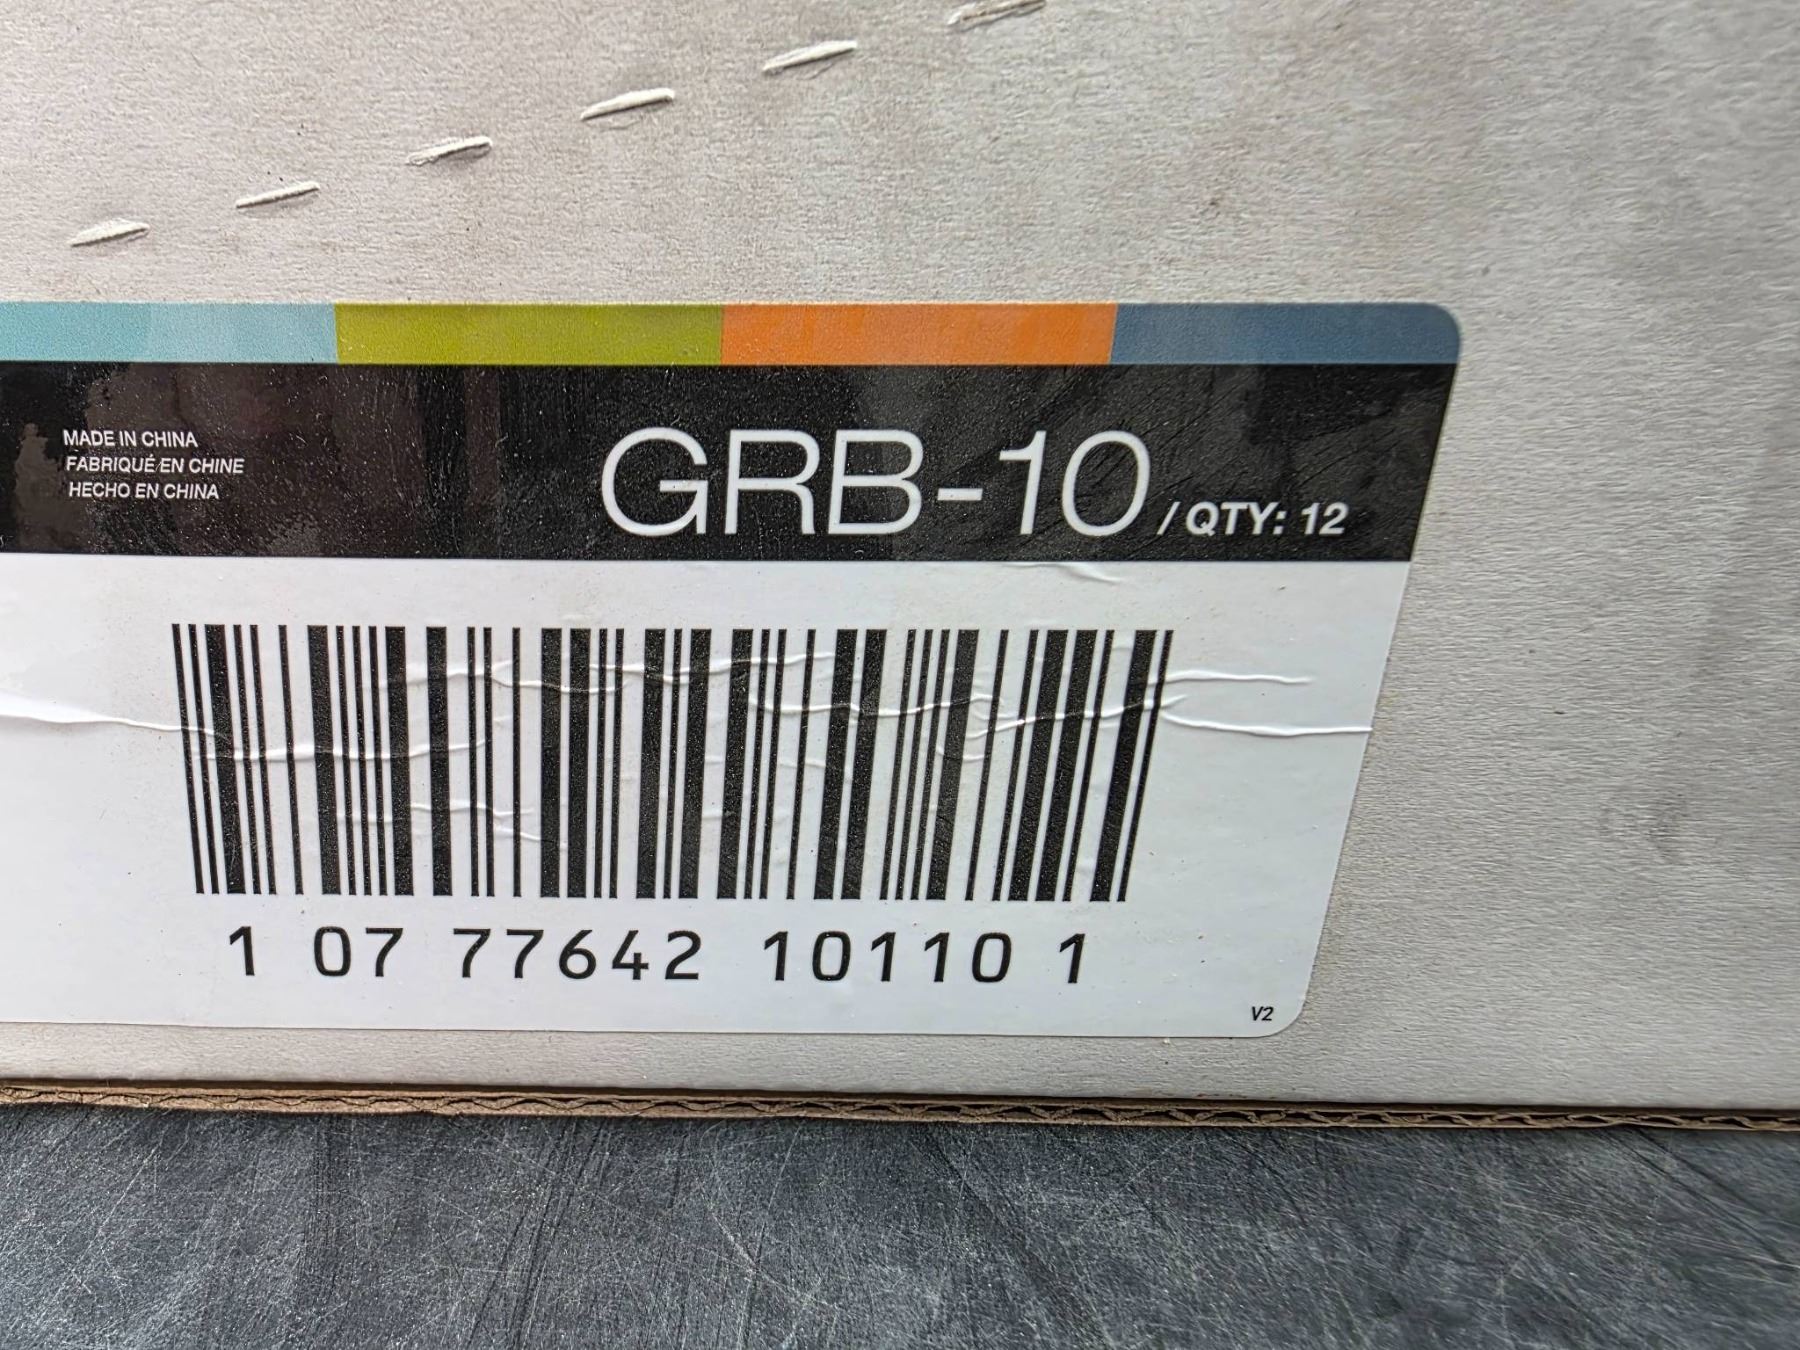 MADE IN CHINA
FABRIQUÉ EN CHINE
HECHO EN CHINA
GRB-10 / QTY: 12
1 07 77642 10110 1
V2